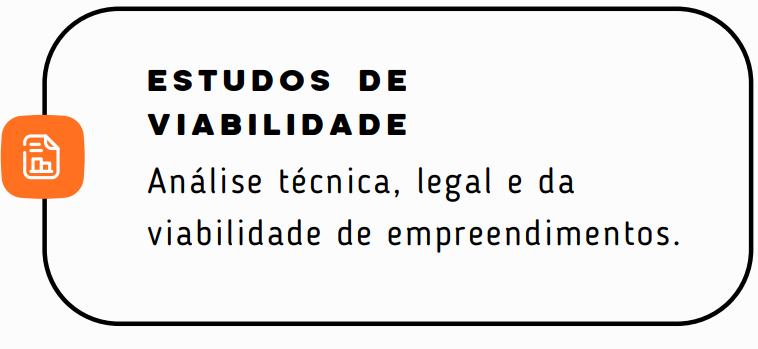 ESTUDOS DE
VIABILIDADE
Análise técnica, legal e da
viabilidade de empreendimentos.